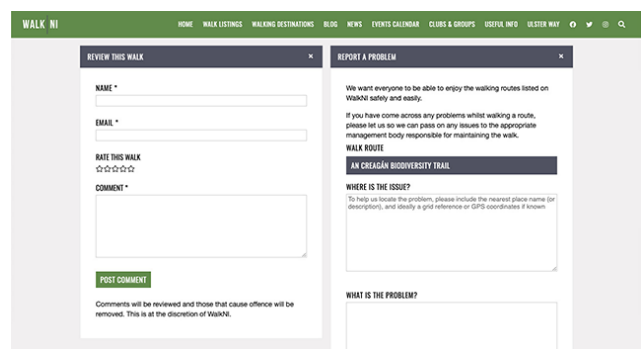 WALK NI
HOME WALK LISTINGS WALKING DESTINATIONS BLOG NEWS EVENTS CALENDAR CLUBS & GROUPS USEFUL INFO ULSTER WAY
REVIEW THIS WALK ×
NAME *
EMAIL *
RATE THIS WALK
COMMENT *
POST COMMENT
Comments will be reviewed and those that cause offence will be
removed. This is at the discretion of WalkNI.
REPORT A PROBLEM ×
We want everyone to be able to enjoy the walking routes listed on
WalkNI safely and easily.
If you have come across any problems whilst walking a route,
please let us so we can pass on any issues to the appropriate
management body responsible for maintaining the walk.
WALK ROUTE
AN CREAGÁN BIODIVERSITY TRAIL
WHERE IS THE ISSUE?
To help us locate the problem, please include the nearest place name (or
description), and ideally a grid reference or GPS coordinates if known
WHAT IS THE PROBLEM?